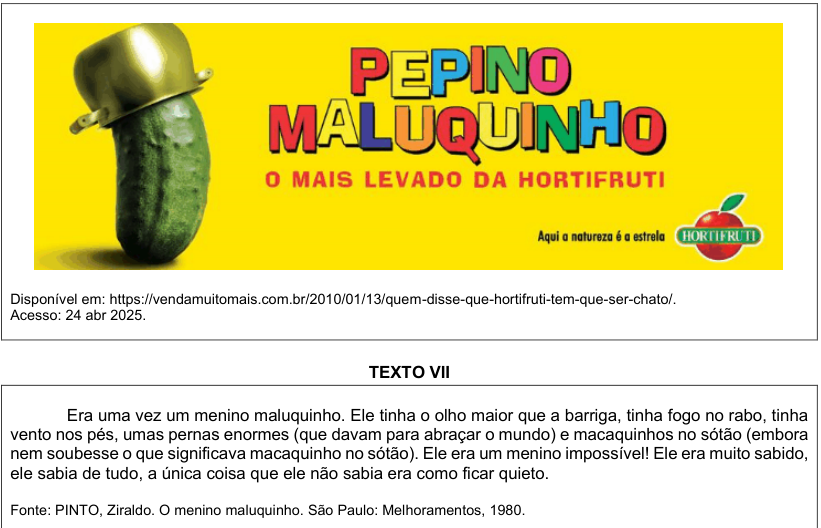 PEPINO
MALUQUINHO
O MAIS LEVADO DA HORTIFRUTI
Aqui a natureza é a estrela
HORTIFRUTI
Disponível em: https://vendamuitomais.com.br/2010/01/13/quem-disse-que-hortifruti-tem-que-ser-chato/.
Acesso: 24 abr 2025.
TEXTO VII
Era uma vez um menino maluquinho. Ele tinha o olho maior que a barriga, tinha fogo no rabo, tinha
vento nos pés, umas pernas enormes (que davam para abraçar o mundo) e macaquinhos no sótão (embora
nem soubesse o que significava macaquinho no sótão). Ele era um menino impossível! Ele era muito sabido,
ele sabia de tudo, a única coisa que ele não sabia era como ficar quieto.
Fonte: PINTO, Ziraldo. O menino maluquinho. São Paulo: Melhoramentos, 1980.